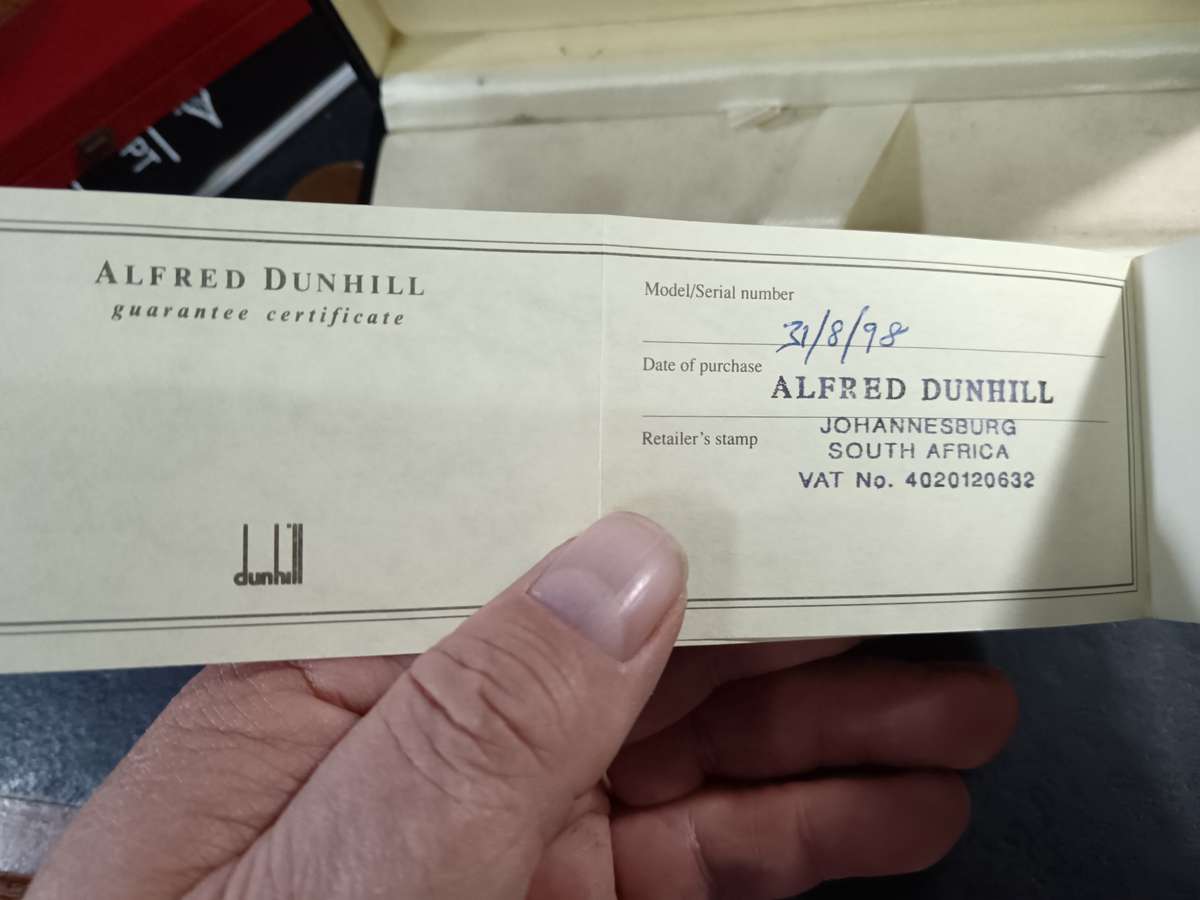 ALFRED DUNHILL
guarantee certificate
dunhill
Model/Serial number
31/8/98
Date of purchase
ALFRED DUNHILL
Retailer's stamp
JOHANNESBURG
SOUTH AFRICA
VAT No. 4020120632
PT